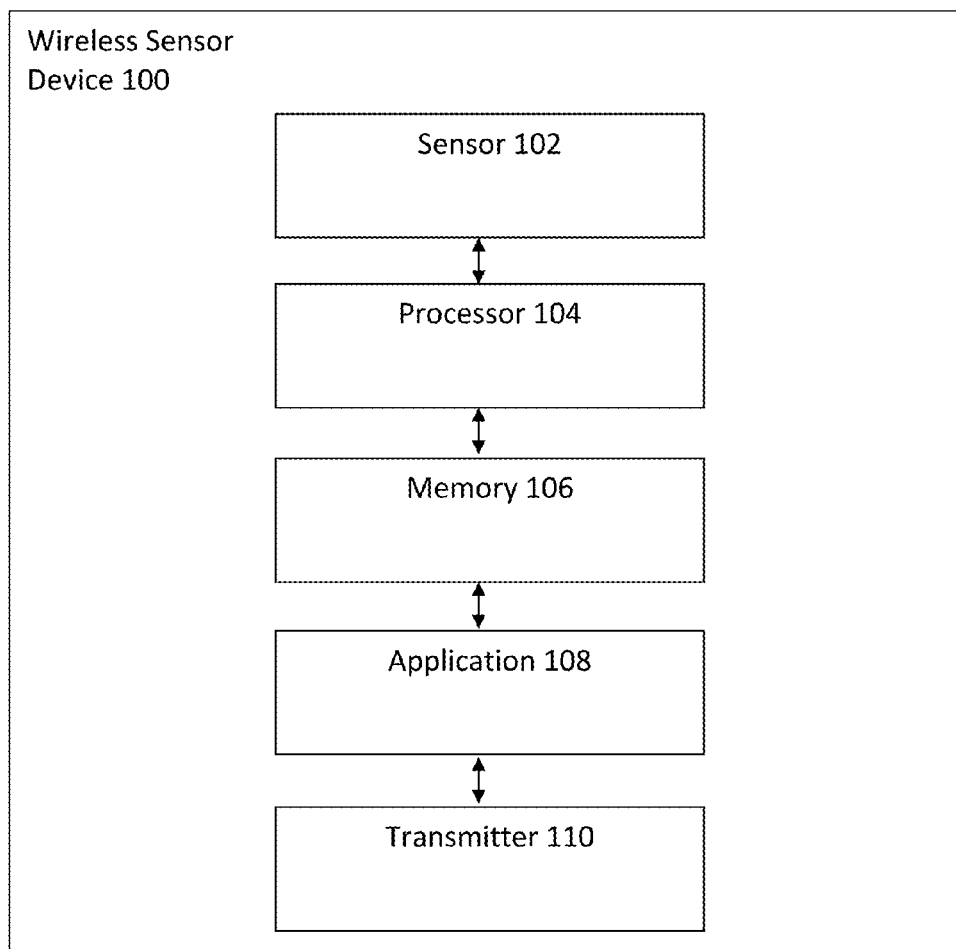 Wireless Sensor
Device 100
Sensor 102
Processor 104
Memory 106
Application 108
Transmitter 110